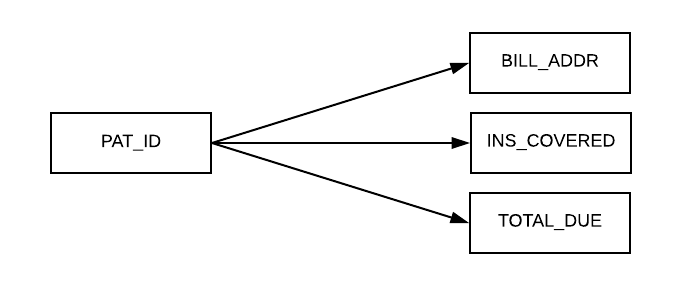 PAT_ID
BILL_ADDR
INS_COVERED
TOTAL_DUE